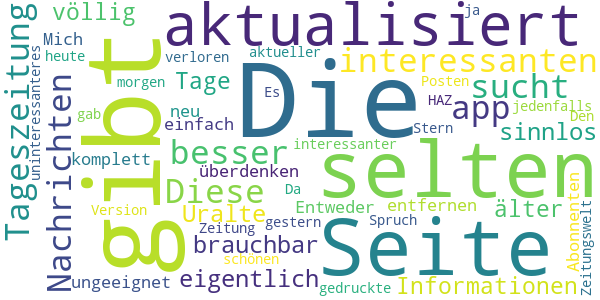 völlig
aktualisiert
ja
Tageszeitung
uninteressanteres
Mich
heute
verloren
aktueller
interessanten
gibt
Die
morgen
Tage
Es
Posten
sucht
Nachrichten
gab
neu
einfach
HAZ
app
jedenfalls
Den
Stern
sinnlos
komplett
besser
interessanter
selten
überdenken
Diese
Da
Version
Uralte
Entweder
entfernen
älter
Zeitung
gestern
Spruch
Seite
brauchbar
schönen
Abonnenten
Zeitungswelt
ungeeignet
eigentlich
gedruckte
Informationen